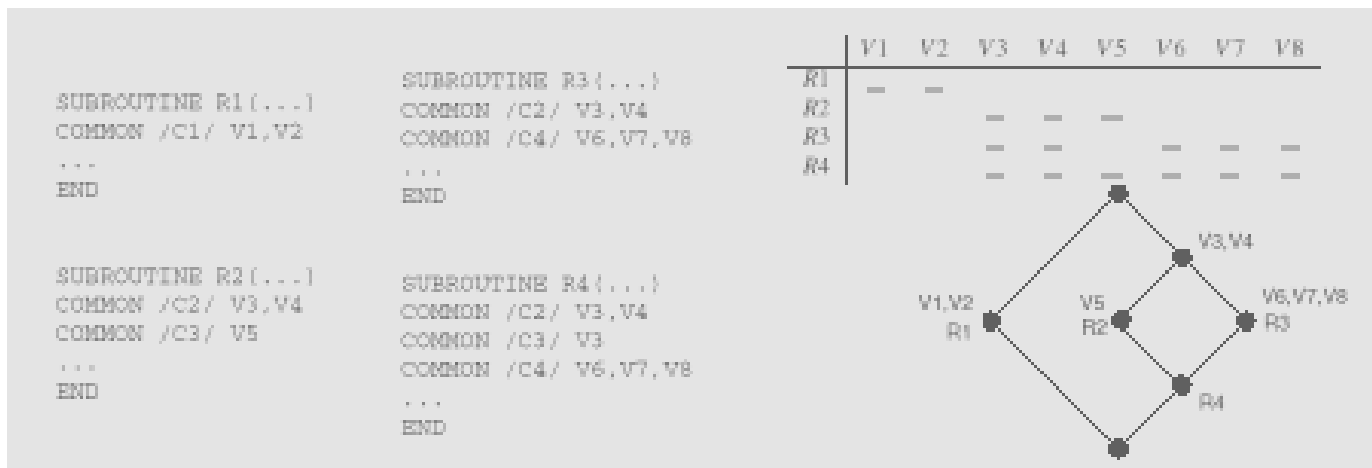 SUBROUTINE R1(...)
COMMON /C1/ V1,V2
...
END
SUBROUTINE R2(...)
COMMON /C2/ V3,V4
COMMON /C3/ V5
...
END
SUBROUTINE R3(...)
COMMON /C2/ V3,V4
COMMON /C4/ V6,V7,V8
...
END
SUBROUTINE R4(...)
COMMON /C2/ V3,V4
COMMON /C3/ V3
COMMON /C4/ V6,V7,V8
...
END
V1 V2 V3 V4 V5 V6 V7 V8
R1
R2
R3
R4
V3,V4
V1,V2
R1
V5
R2
V6,V7,V8
R3
R4